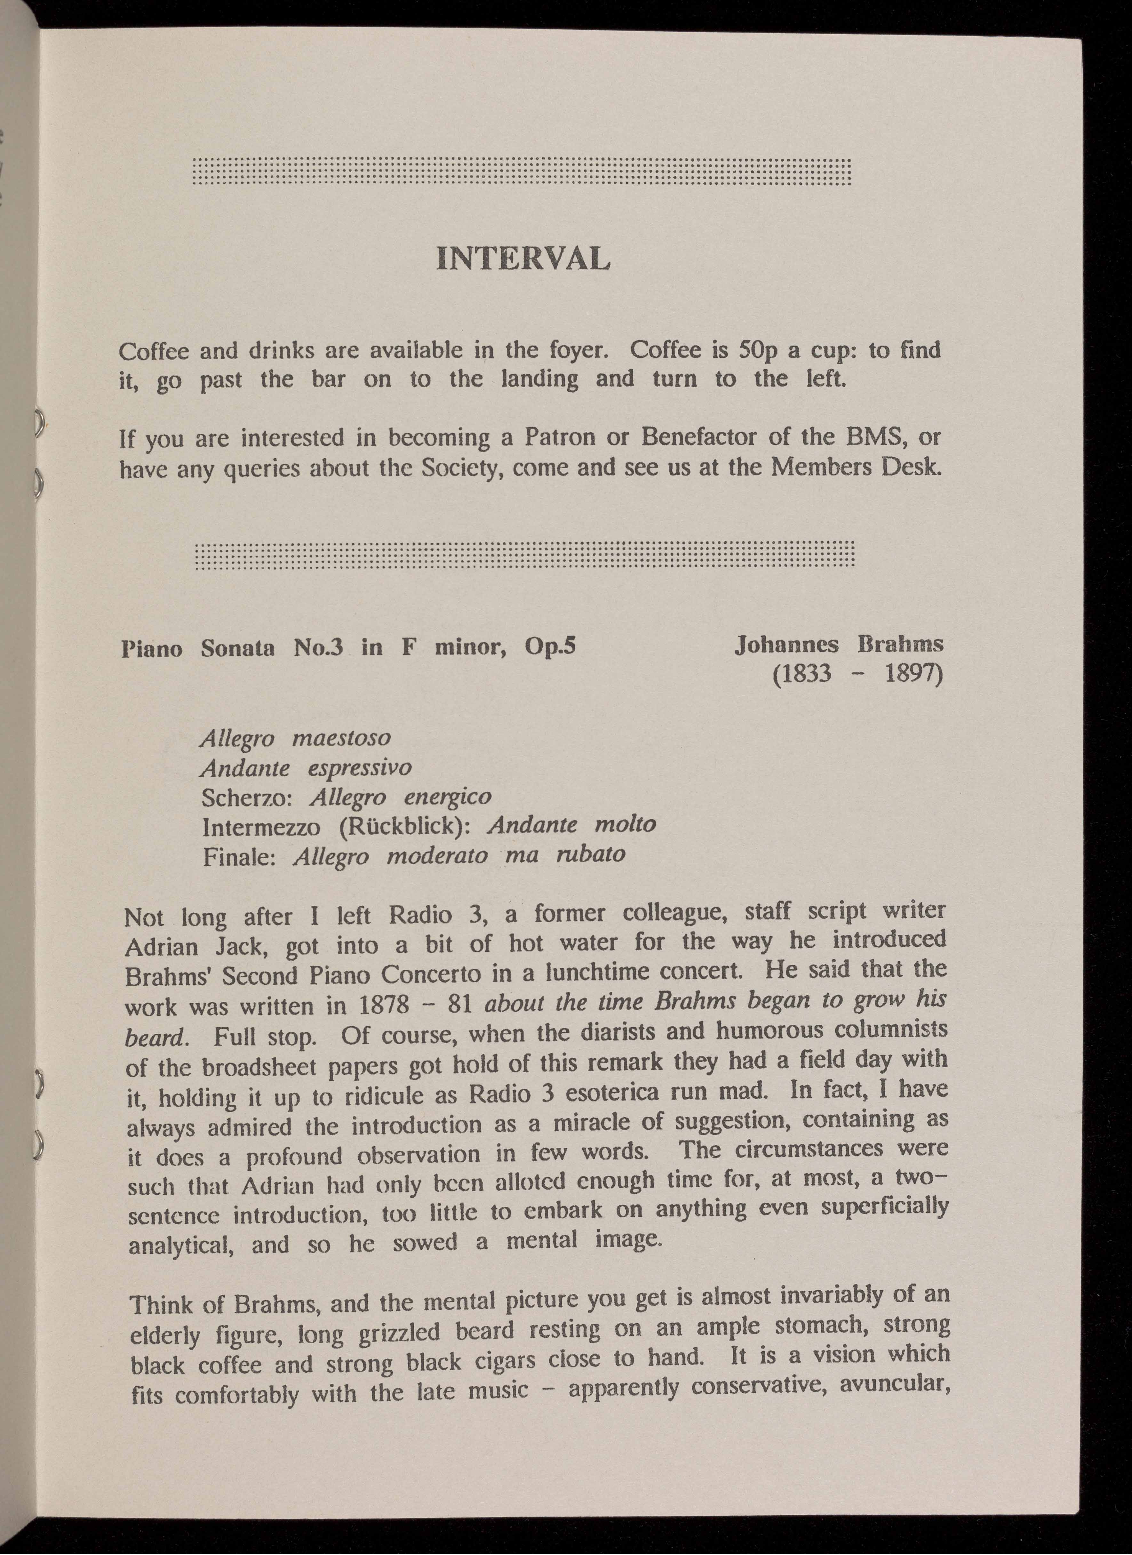 INTERVAL
Coffee and drinks are available in the foyer. Coffee is 50p a cup: to find
it, go past the bar on to the landing and turn to the left.
If you are interested in becoming a Patron or Benefactor of the BMS, or
have any queries about the Society, come and see us at the Members Desk.
Piano Sonata No.3 in F minor, Op.5 Johannes Brahms
(1833 - 1897)
Allegro maestoso
Andante espressivo
Scherzo: Allegro energico
Intermezzo (Rückblick): Andante molto
Finale: Allegro moderato ma rubato
Not long after I left Radio 3, a former colleague, staff script writer
Adrian Jack, got into a bit of hot water for the way he introduced
Brahms' Second Piano Concerto in a lunchtime concert. He said that the
work was written in 1878 - 81 about the time Brahms began to grow his
beard. Full stop. Of course, when the diarists and humorous columnists
of the broadsheet papers got hold of this remark they had a field day with
it, holding it up to ridicule as Radio 3 esoterica run mad. In fact, I have
always admired the introduction as a miracle of suggestion, containing as
it does a profound observation in few words. The circumstances were
such that Adrian had only been alloted enough time for, at most, a two-
sentence introduction, too little to embark on anything even superficially
analytical, and so he sowed a mental image.
Think of Brahms, and the mental picture you get is almost invariably of an
elderly figure, long grizzled beard resting on an ample stomach, strong
black coffee and strong black cigars close to hand. It is a vision which
fits comfortably with the late music - apparently conservative, avuncular,